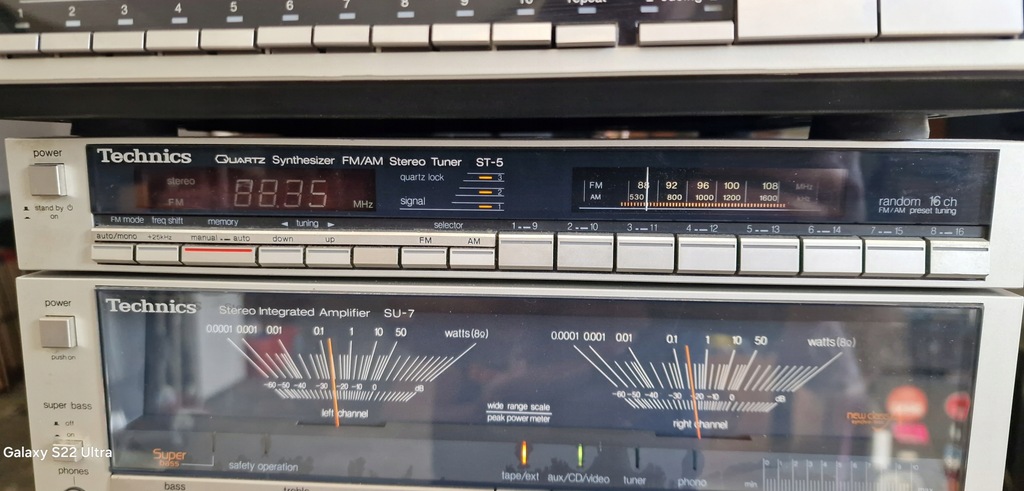 1 2 3 4 5 6 7 8 9 10 repeat
power
Technics Quartz Synthesizer FM/AM Stereo Tuner ST-5
stereo
FM 88.35 MHz
quartz lock 3
2
signal 1
FM 88 92 96 100 108 MHz
AM 530 800 1000 1200 1600
random 16 ch
FM/AM preset tuning
stand by
FM mode freq shift memory ◄ tuning ► selector
auto/mono +25kHz manual auto down up FM AM
1---9 2---10 3---11 4---12 5---13 6---14 7---15 8---16
power
push on
Technics Stereo Integrated Amplifier SU-7
0.0001 0.001 0.01 0.1 1 10 50 watts (8Ω)
-60 -50 -40 -30 -20 -10 0 dB
left channel
wide range scale
peak power meter
0.0001 0.001 0.01 0.1 1 10 50 watts (8Ω)
-60 -50 -40 -30 -20 -10 0 dB
right channel
new class
super bass
off
on
Super
bass
safety operation
tape/ext aux/CD/video tuner phono
min
phones
bass
treble
Galaxy S22 Ultra